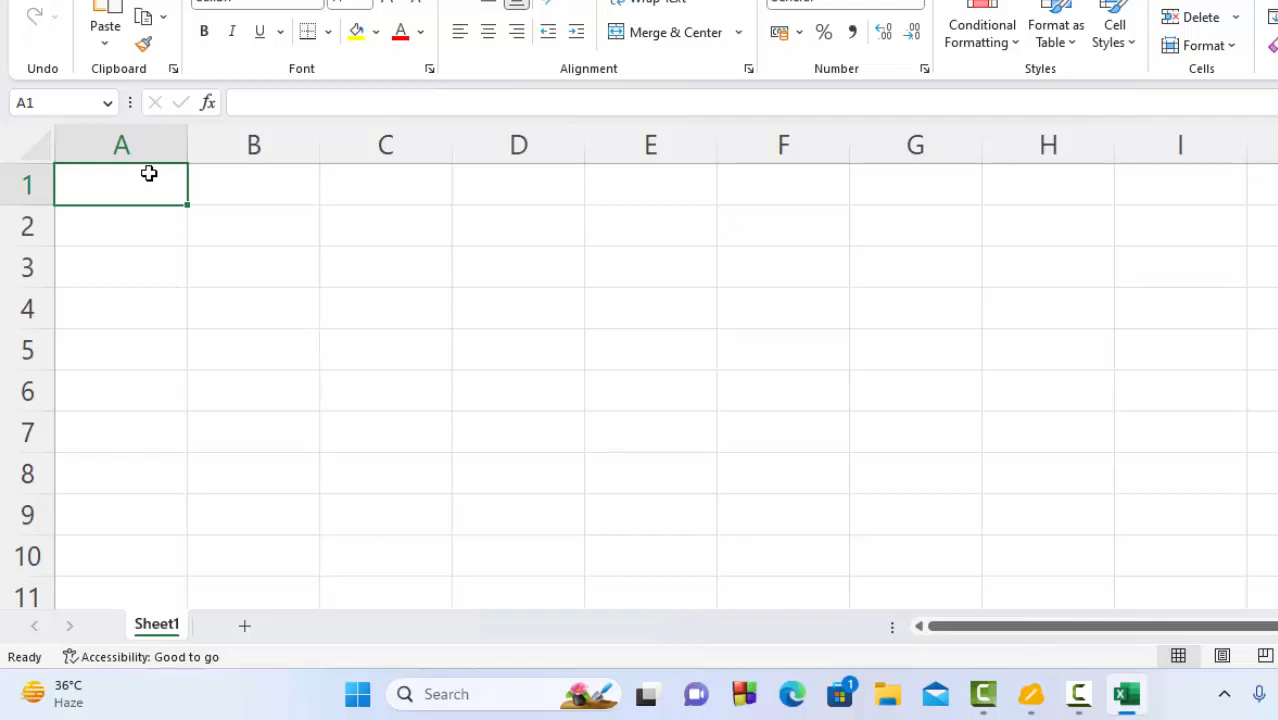 Paste
Wrap Text
B I U
A
Merge & Center
%
Conditional Formatting
Format as Table
Cell Styles
Delete
Format
Undo
Clipboard
Font
Alignment
Number
Styles
Cells
A1
fx
A B C D E F G H I
1
2
3
4
5
6
7
8
9
10
11
Sheet1
Ready
Accessibility: Good to go
36°C
Haze
Search
1